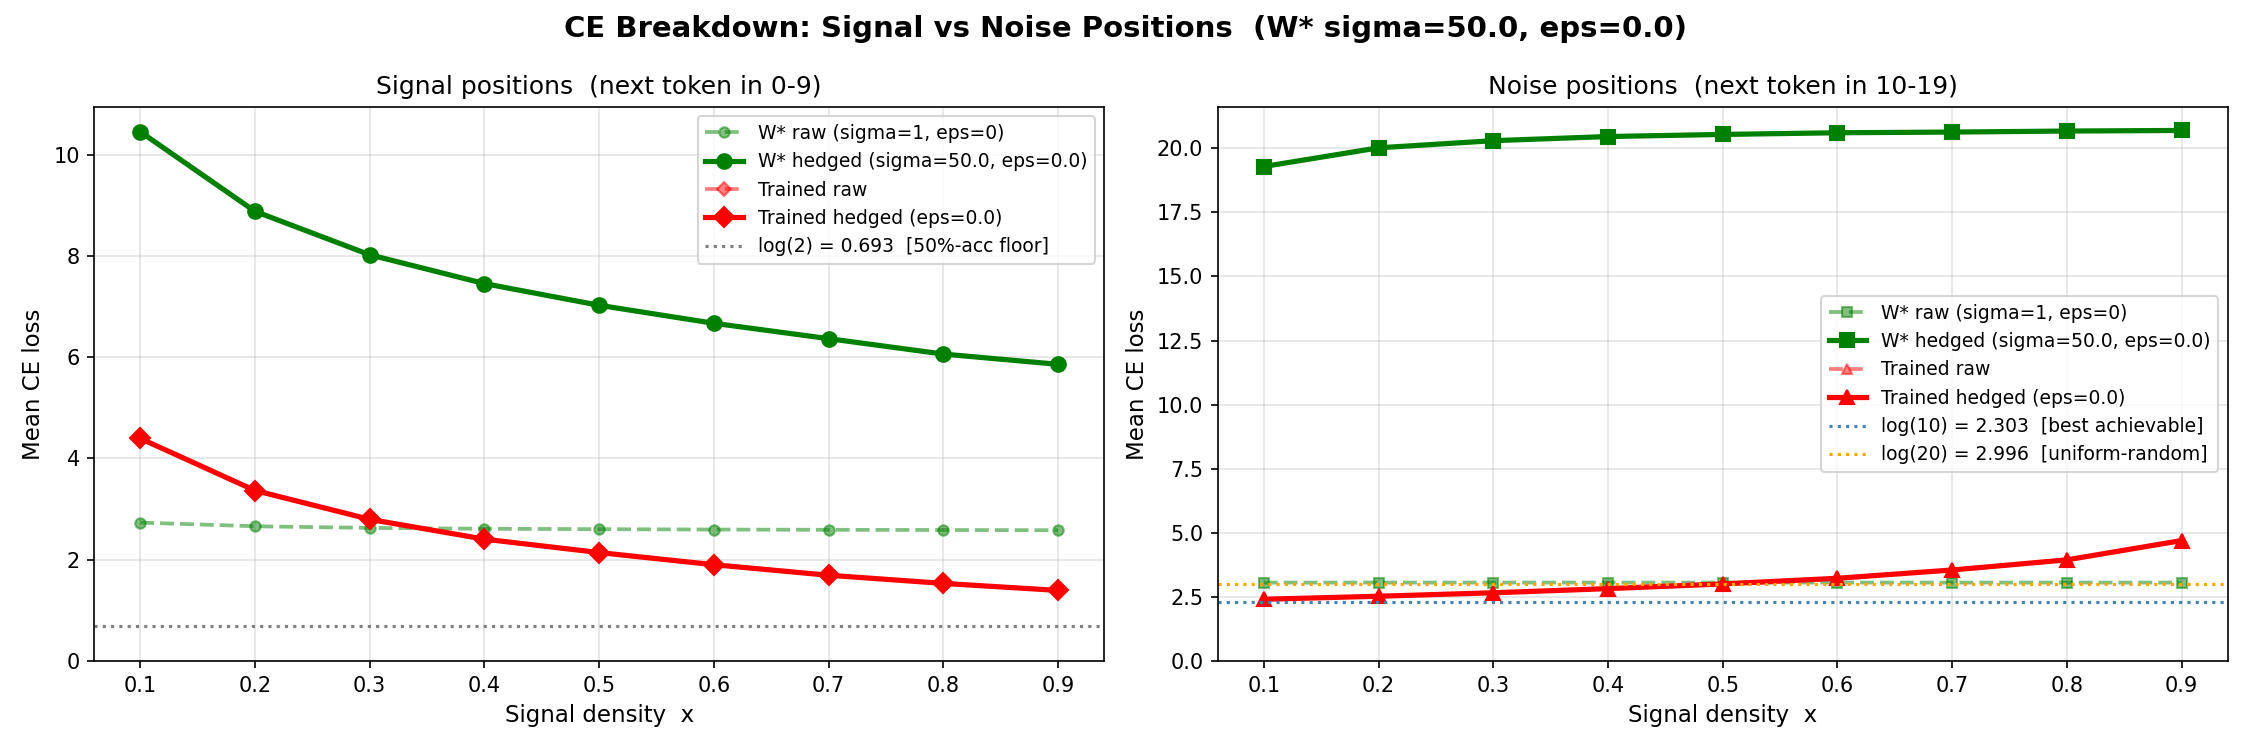 CE Breakdown: Signal vs Noise Positions  (W* sigma=50.0, eps=0.0)
Signal positions  (next token in 0-9)
Mean CE loss
10
8
6
4
2
0
W* raw (sigma=1, eps=0)
W* hedged (sigma=50.0, eps=0.0)
Trained raw
Trained hedged (eps=0.0)
log(2) = 0.693  [50%-acc floor]
0.1 0.2 0.3 0.4 0.5 0.6 0.7 0.8 0.9
Signal density  x
Noise positions  (next token in 10-19)
Mean CE loss
20.0
17.5
15.0
12.5
10.0
7.5
5.0
2.5
0.0
W* raw (sigma=1, eps=0)
W* hedged (sigma=50.0, eps=0.0)
Trained raw
Trained hedged (eps=0.0)
log(10) = 2.303  [best achievable]
log(20) = 2.996  [uniform-random]
0.1 0.2 0.3 0.4 0.5 0.6 0.7 0.8 0.9
Signal density  x